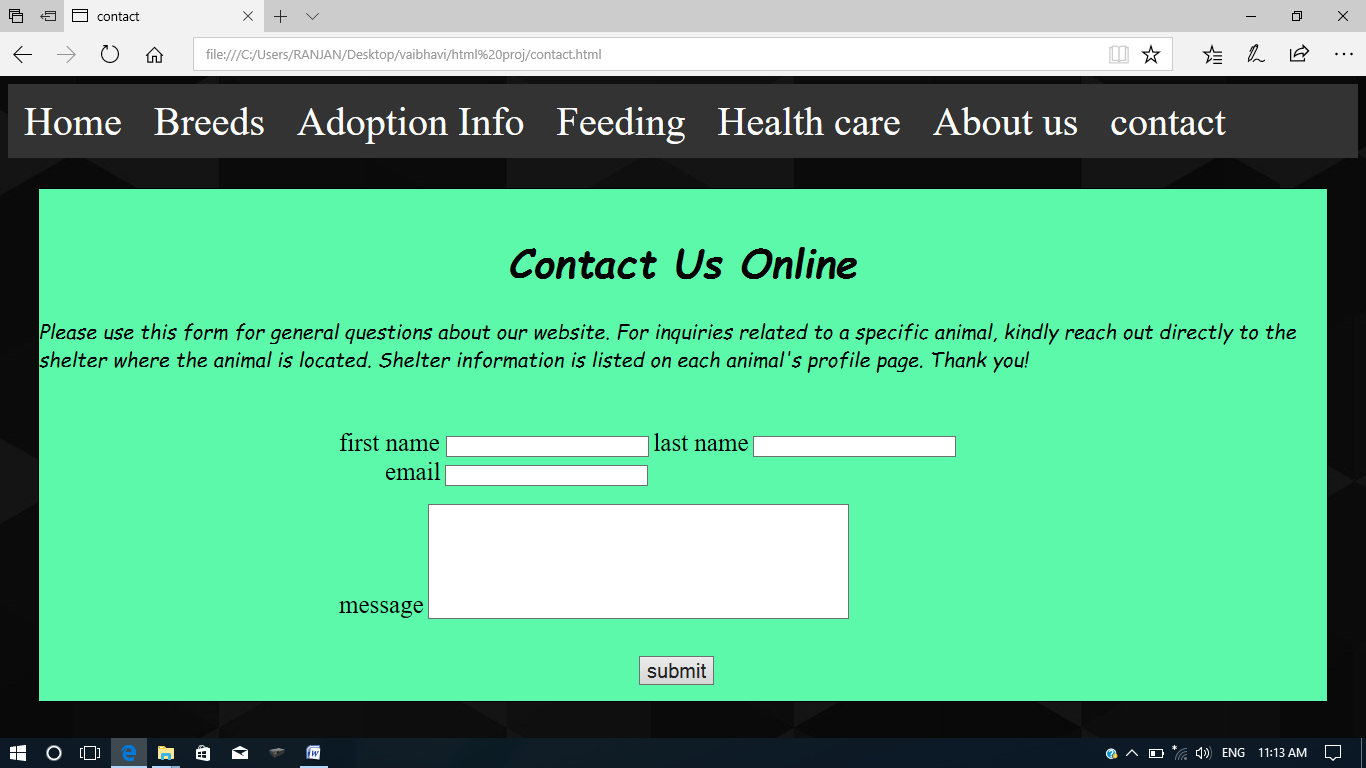 contact
file:///C:/Users/RANJAN/Desktop/vaibhavi/html%20proj/contact.html
Home Breeds Adoption Info Feeding Health care About us contact
Contact Us Online
Please use this form for general questions about our website. For inquiries related to a specific animal, kindly reach out directly to the
shelter where the animal is located. Shelter information is listed on each animal's profile page. Thank you!
first name last name
email
message
submit
ENG 11:13 AM